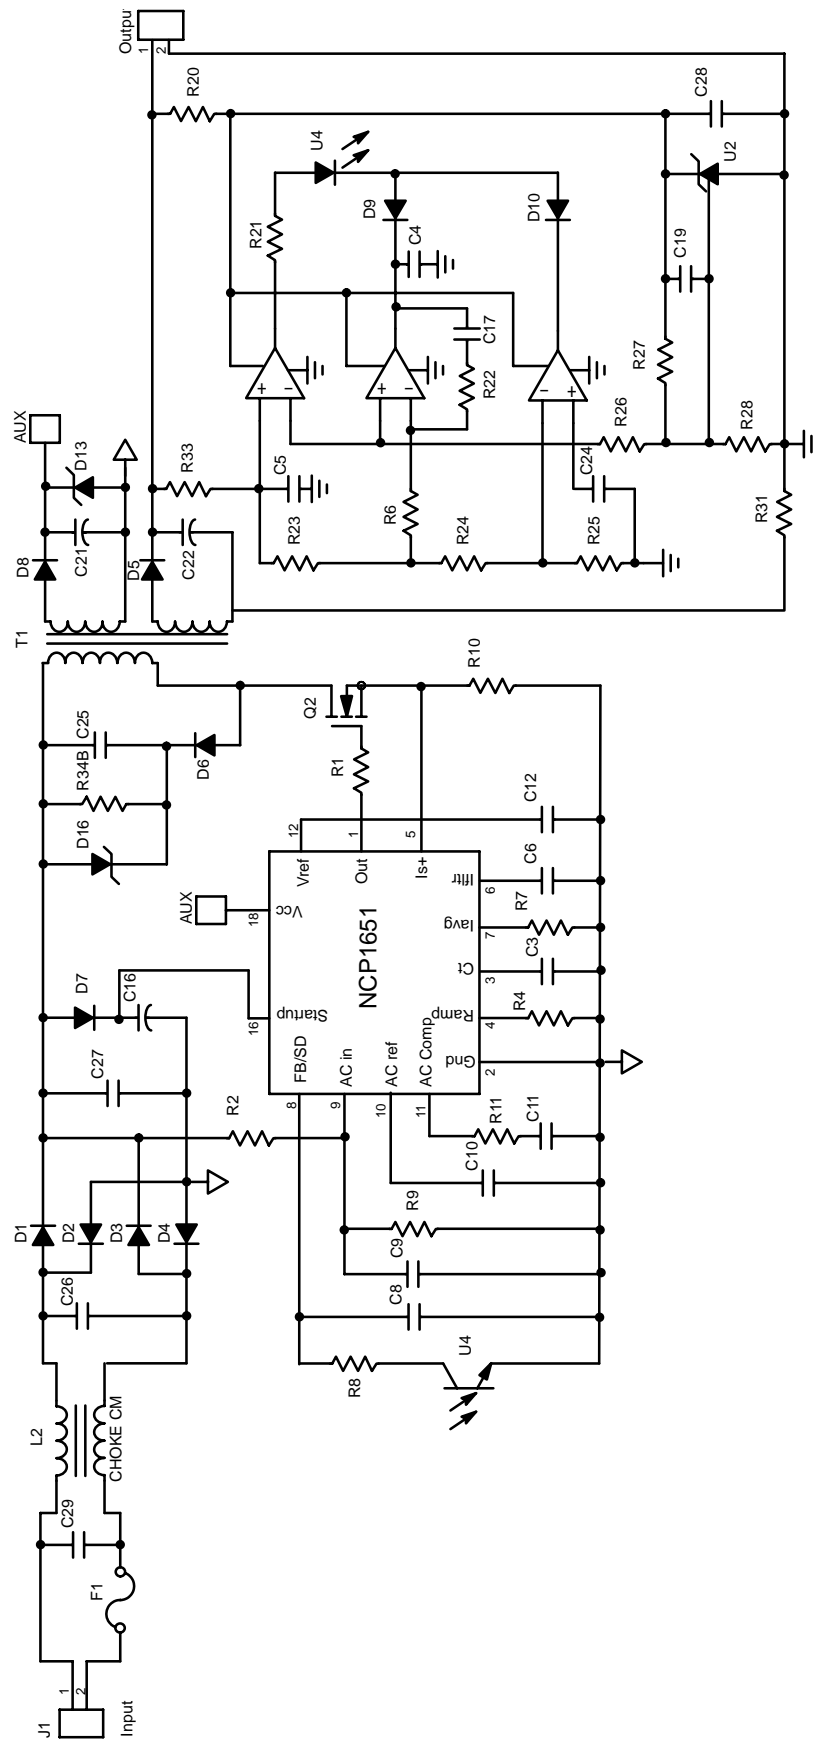 J1
Input
1
2
F1
C29
L2
CHOKE CM
C26
D1
D2
D3
D4
C27
D7
C16
R2
D16
R34B
C25
D6
T1
D8
C21
D13
AUX
D5
C22
R33
Outpu
1
2
R20
U4
R21
D9
C4
D10
C17
R22
+
−
+
−
−
+
C5
R23
R6
R24
C24
R25
R26
R27
C19
U2
C28
R28
R31
Q2
R1
R10
C12
C6
R7
C3
R4
C11
R11
C10
R9
C9
C8
R8
U4
AUX
NCP1651
12
Vref
1
Out
5
Is+
18
Vcc
16
Startup
8
FB/SD
9
AC in
10
AC ref
11
AC Comp
Ifltr
6
Iavg
7
Ct
3
Ramp
4
Gnd
2